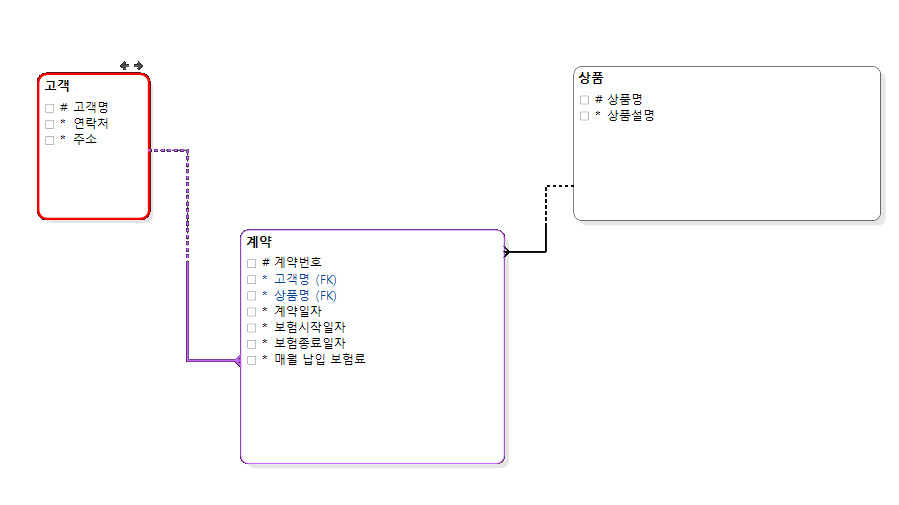 고객
# 고객명
* 연락처
* 주소
상품
# 상품명
* 상품설명
계약
# 계약번호
* 고객명 (FK)
* 상품명 (FK)
* 계약일자
* 보험시작일자
* 보험종료일자
* 매월 납입 보험료